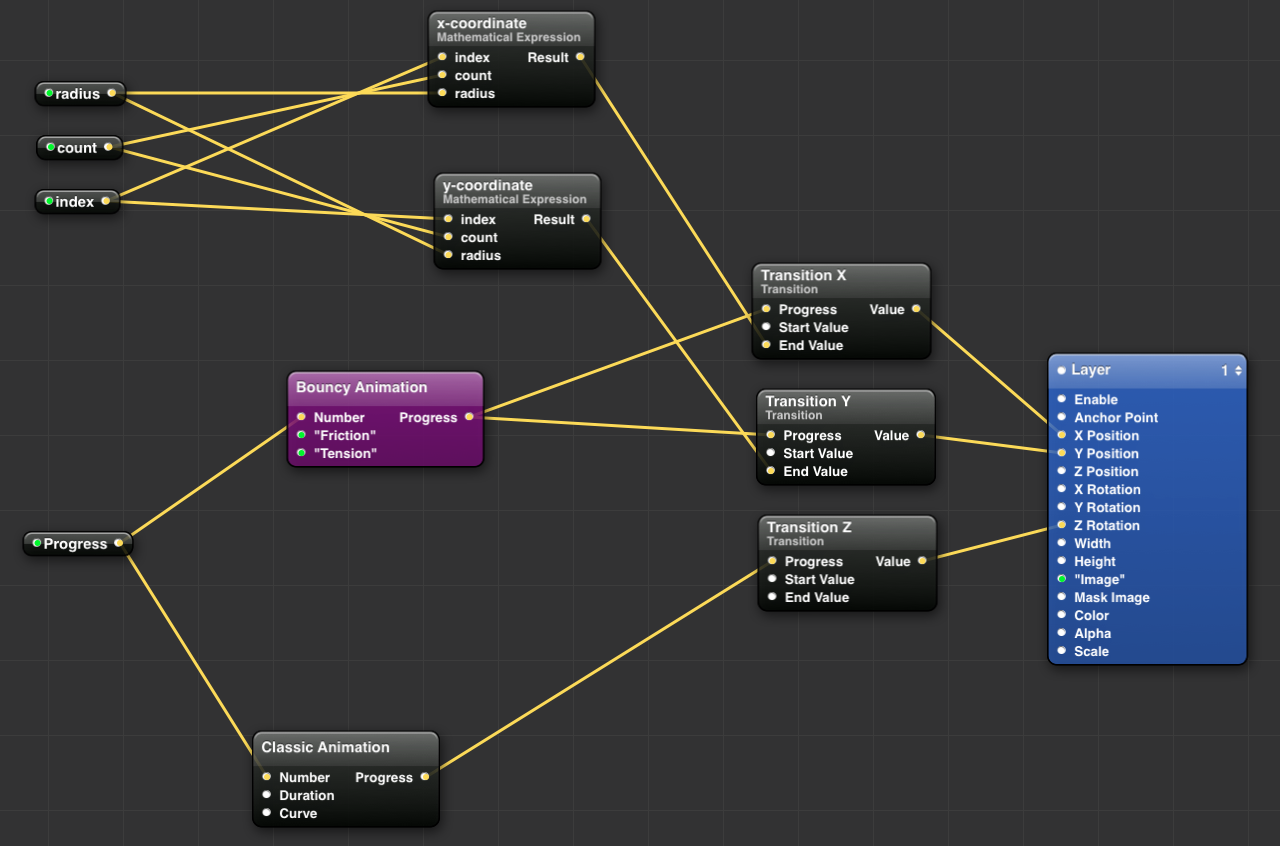 x-coordinate
Mathematical Expression
index Result
count
radius
radius
count
index
y-coordinate
Mathematical Expression
index Result
count
radius
Transition X
Transition
Progress Value
Start Value
End Value
Bouncy Animation
Number Progress
"Friction"
"Tension"
Transition Y
Transition
Progress Value
Start Value
End Value
Layer 1
Enable
Anchor Point
X Position
Y Position
Z Position
X Rotation
Y Rotation
Z Rotation
Width
Height
"Image"
Mask Image
Color
Alpha
Scale
Progress
Transition Z
Transition
Progress Value
Start Value
End Value
Classic Animation
Number Progress
Duration
Curve